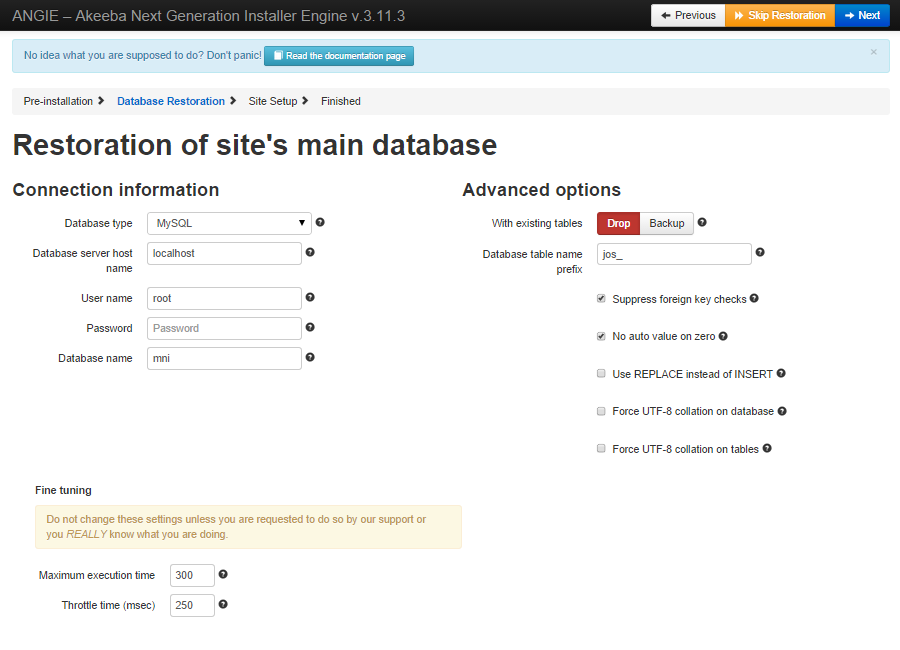 ANGIE – Akeeba Next Generation Installer Engine v.3.11.3
Previous
Skip Restoration
Next
No idea what you are supposed to do? Don't panic! Read the documentation page
×
Pre-installation
Database Restoration
Site Setup
Finished
Restoration of site's main database
Connection information
Database type
MySQL
Database server host
name
localhost
User name
root
Password
Password
Database name
mni
Advanced options
With existing tables
Drop
Backup
Database table name
prefix
jos_
Suppress foreign key checks
No auto value on zero
Use REPLACE instead of INSERT
Force UTF-8 collation on database
Force UTF-8 collation on tables
Fine tuning
Do not change these settings unless you are requested to do so by our support or
you REALLY know what you are doing.
Maximum execution time
300
Throttle time (msec)
250